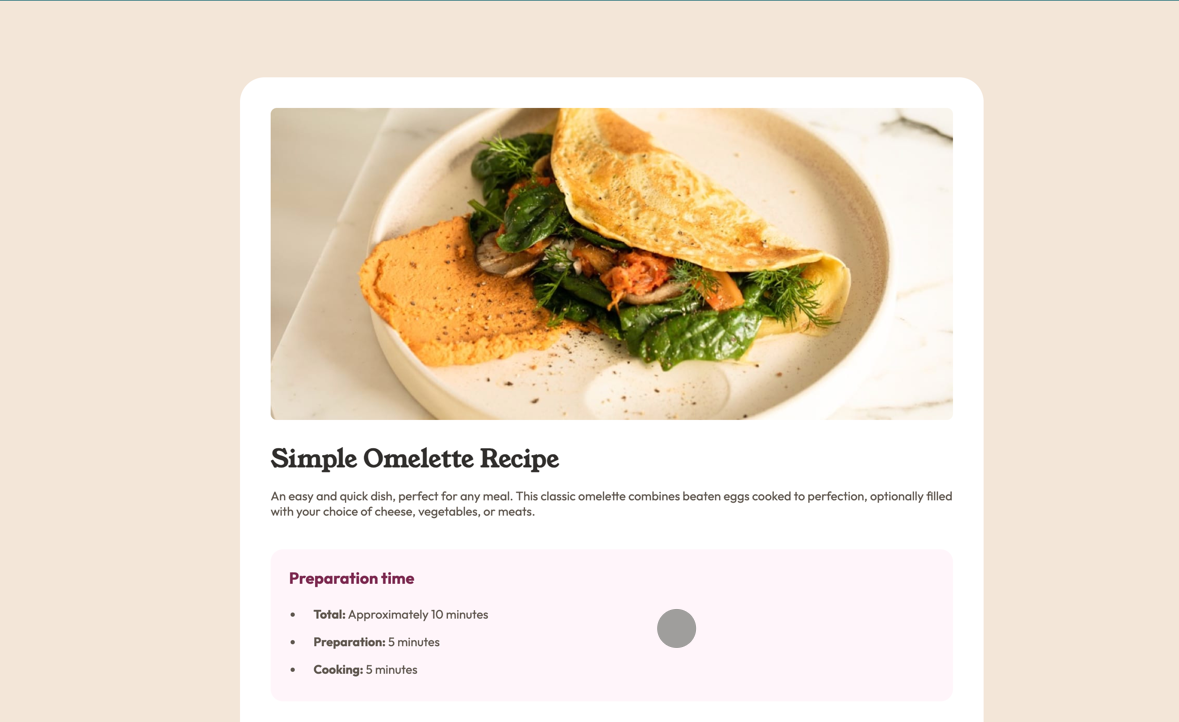 Simple Omelette Recipe
An easy and quick dish, perfect for any meal. This classic omelette combines beaten eggs cooked to perfection, optionally filled
with your choice of cheese, vegetables, or meats.
Preparation time
• Total: Approximately 10 minutes
• Preparation: 5 minutes
• Cooking: 5 minutes